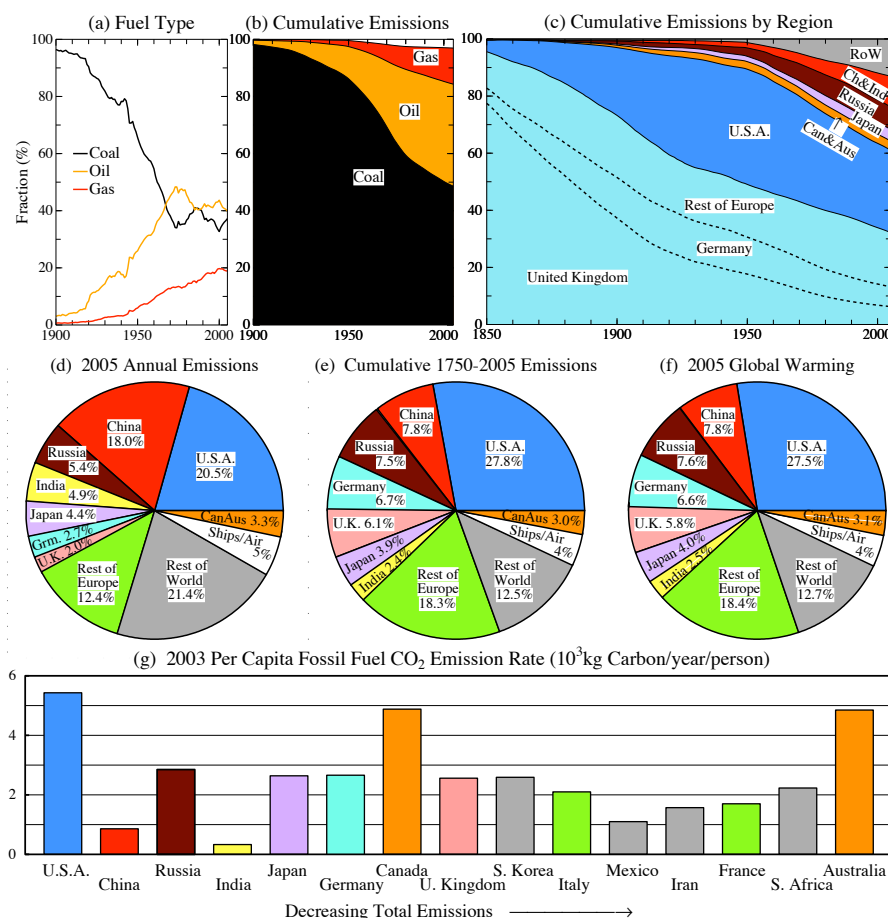 (a) Fuel Type
(b) Cumulative Emissions
(c) Cumulative Emissions by Region
Fraction (%)
100
80
60
40
20
0
Coal
Oil
Gas
1900
1950
2000
Gas
Oil
Coal
1900
1950
2000
100
80
60
40
20
0
RoW
Ch&Ind
Russia
Japan
Can&Aus
U.S.A.
Rest of Europe
Germany
United Kingdom
1850
1900
1950
2000
(d) 2005 Annual Emissions
China
18.0%
U.S.A.
20.5%
Russia
5.4%
India
4.9%
Japan 4.4%
Grm. 2.7%
U.K. 2.0%
Rest of
Europe
12.4%
Rest of
World
21.4%
CanAus 3.3%
Ships/Air
5%
(e) Cumulative 1750-2005 Emissions
China
7.8%
U.S.A.
27.8%
Russia
7.5%
Germany
6.7%
U.K. 6.1%
Japan 3.9%
India 2.4%
Rest of
Europe
18.3%
Rest of
World
12.5%
CanAus 3.0%
Ships/Air
4%
(f) 2005 Global Warming
China
7.8%
U.S.A.
27.5%
Russia
7.6%
Germany
6.6%
U.K. 5.8%
Japan 4.0%
India 2.5%
Rest of
Europe
18.4%
Rest of
World
12.7%
CanAus 3.1%
Ships/Air
4%
(g) 2003 Per Capita Fossil Fuel CO₂ Emission Rate (10³kg Carbon/year/person)
6
4
2
0
U.S.A.
China
Russia
India
Japan
Germany
Canada
U. Kingdom
S. Korea
Italy
Mexico
Iran
France
S. Africa
Australia
Decreasing Total Emissions